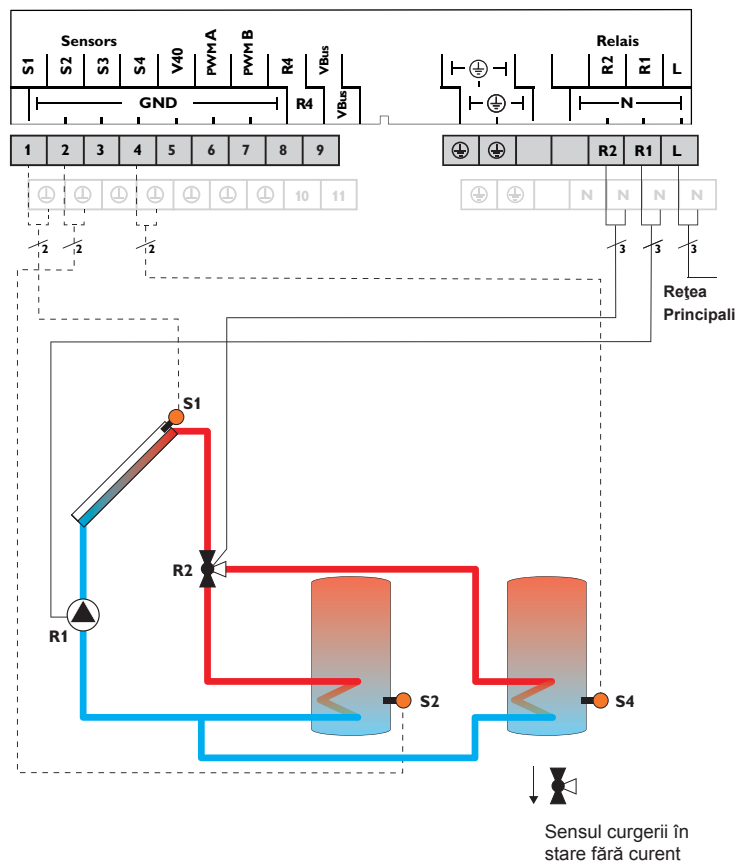 Sensors
Relais
S1 S2 S3 S4 V40 PWM A PWM B R4 VBus
R2 R1 L
GND R4 VBus
N
1 2 3 4 5 6 7 8 9
R2 R1 L
10 11
N N N N
2 2 2
3 3 3
Reţea
Principali
S1
R2
R1
S2
S4
Sensul curgerii în
stare fără curent